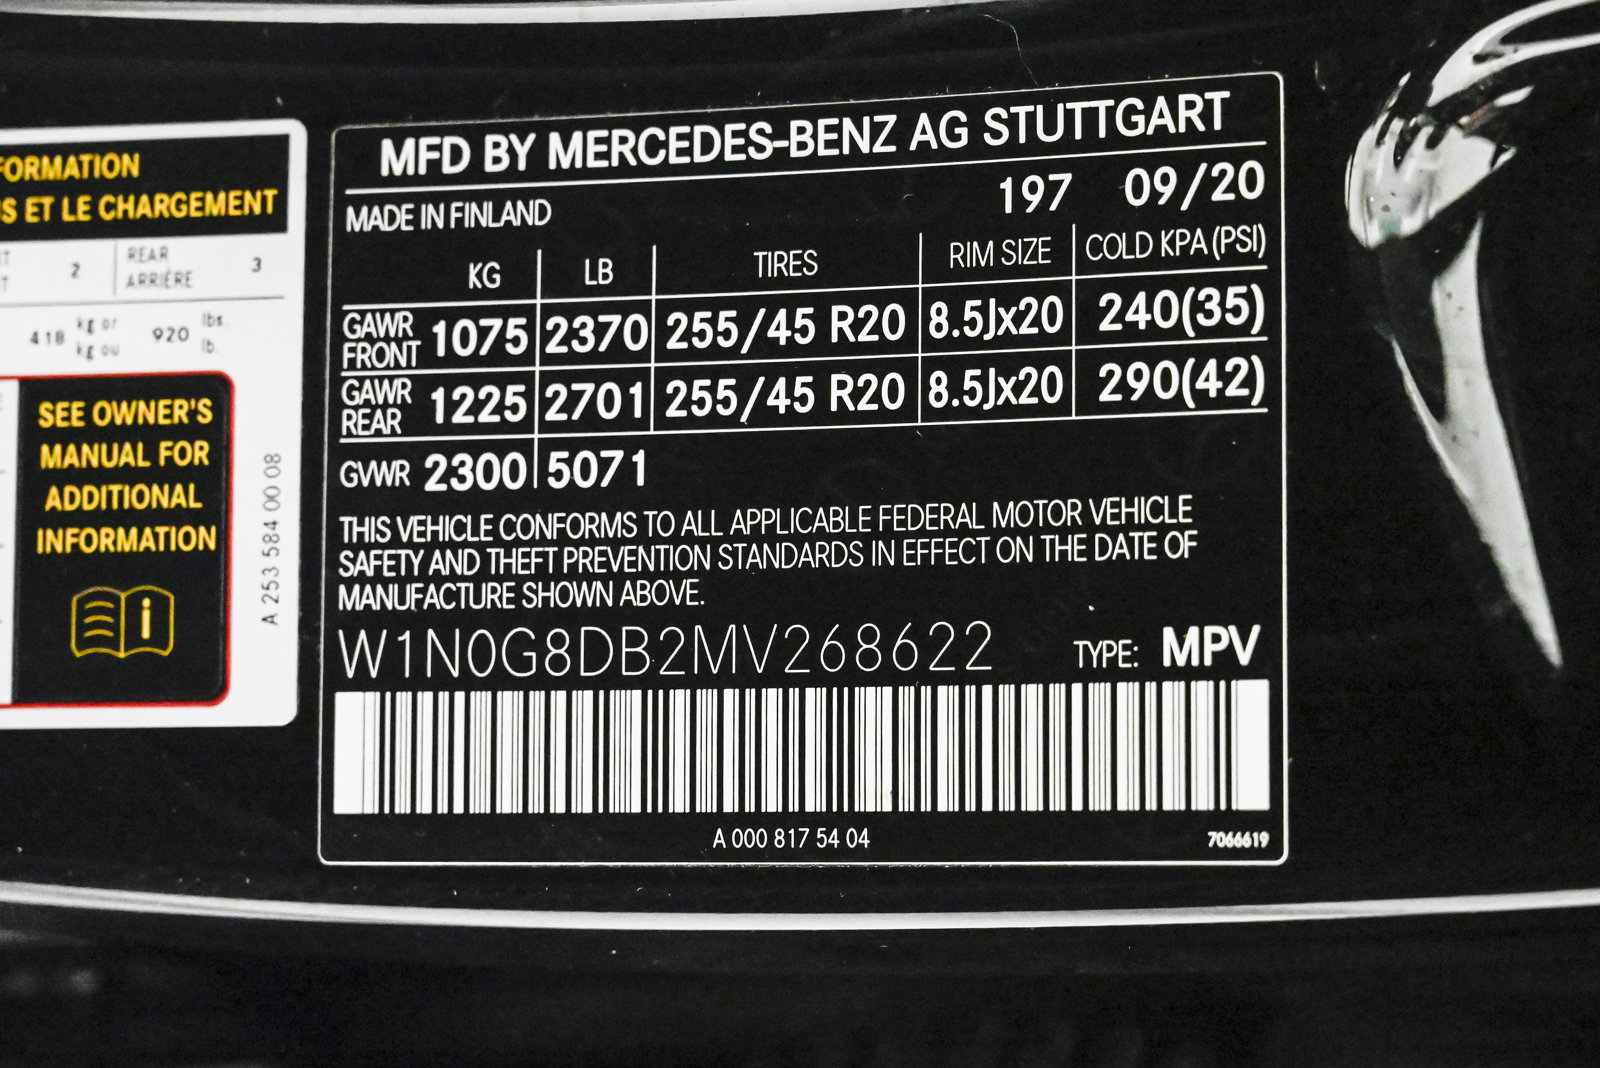 FORMATION
S ET LE CHARGEMENT
2 REAR ARRIÈRE 3
418 kg or kg ou 920 lbs. lb.
SEE OWNER'S
MANUAL FOR
ADDITIONAL
INFORMATION
A 253 584 00 08
MFD BY MERCEDES-BENZ AG STUTTGART
MADE IN FINLAND 197 09/20
KG LB TIRES RIM SIZE COLD KPA (PSI)
GAWR FRONT 1075 2370 255/45 R20 8.5Jx20 240(35)
GAWR REAR 1225 2701 255/45 R20 8.5Jx20 290(42)
GVWR 2300 5071
THIS VEHICLE CONFORMS TO ALL APPLICABLE FEDERAL MOTOR VEHICLE
SAFETY AND THEFT PREVENTION STANDARDS IN EFFECT ON THE DATE OF
MANUFACTURE SHOWN ABOVE.
W1N0G8DB2MV268622 TYPE: MPV
A 000 817 54 04 7066619